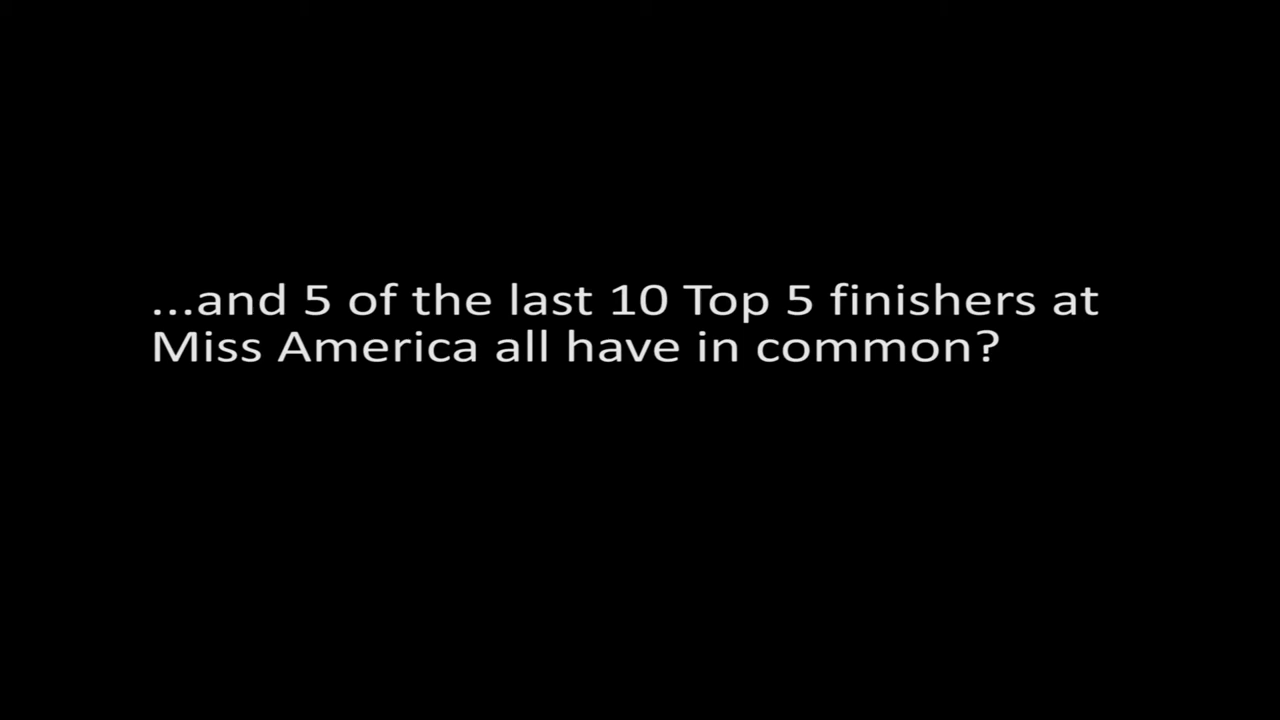 ...and 5 of the last 10 Top 5 finishers at
Miss America all have in common?